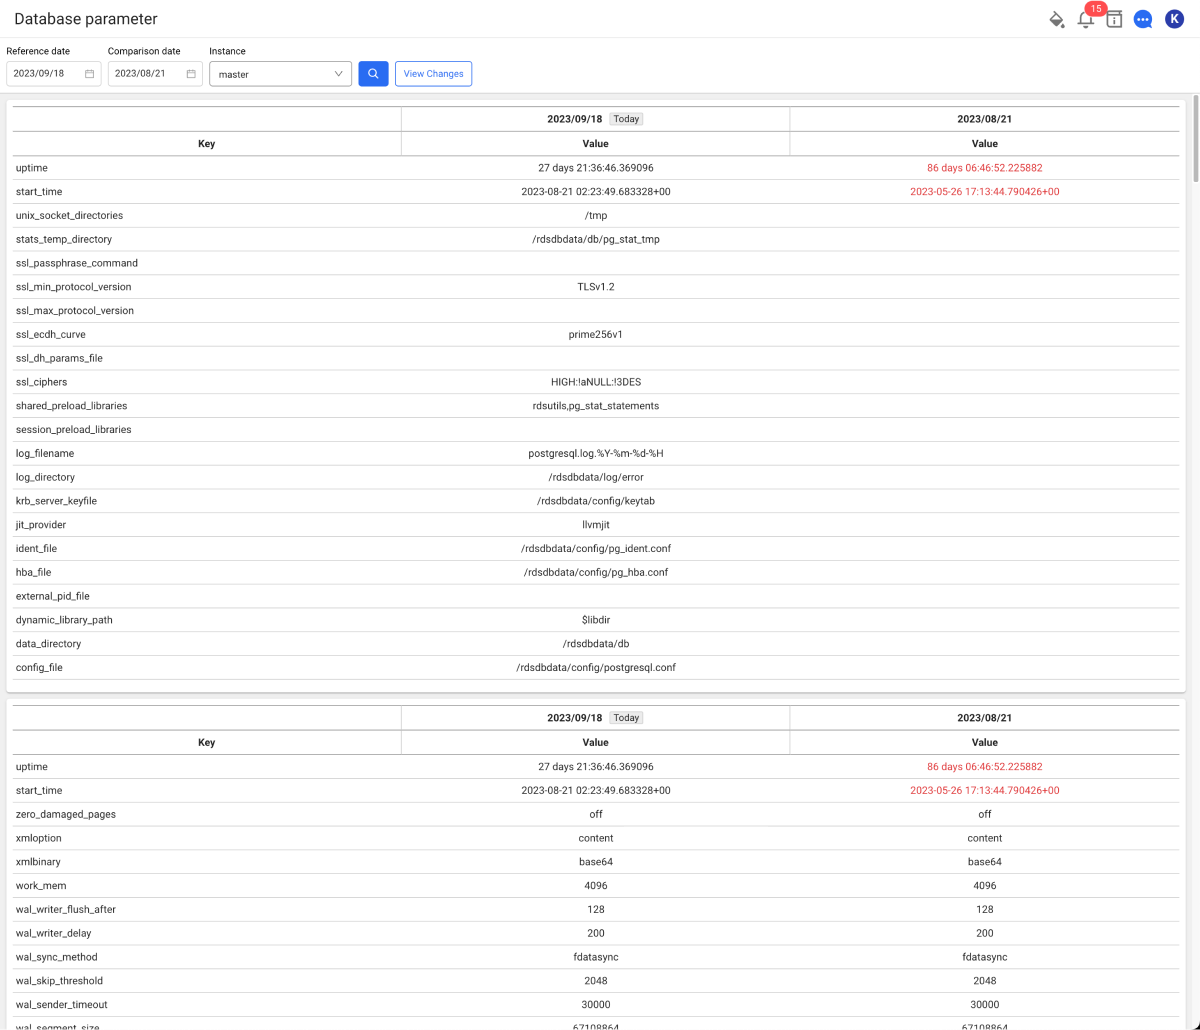 Database parameter
15
K
Reference date Comparison date Instance
2023/09/18 2023/08/21 master View Changes
2023/09/18 Today 2023/08/21
Key Value Value
uptime 27 days 21:36:46.369096 86 days 06:46:52.225882
start_time 2023-08-21 02:23:49.683328+00 2023-05-26 17:13:44.790426+00
unix_socket_directories /tmp
stats_temp_directory /rdsdbdata/db/pg_stat_tmp
ssl_passphrase_command
ssl_min_protocol_version TLSv1.2
ssl_max_protocol_version
ssl_ecdh_curve prime256v1
ssl_dh_params_file
ssl_ciphers HIGH:!aNULL:!3DES
shared_preload_libraries rdsutils,pg_stat_statements
session_preload_libraries
log_filename postgresql.log.%Y-%m-%d-%H
log_directory /rdsdbdata/log/error
krb_server_keyfile /rdsdbdata/config/keytab
jit_provider llvmjit
ident_file /rdsdbdata/config/pg_ident.conf
hba_file /rdsdbdata/config/pg_hba.conf
external_pid_file
dynamic_library_path $libdir
data_directory /rdsdbdata/db
config_file /rdsdbdata/config/postgresql.conf
2023/09/18 Today 2023/08/21
Key Value Value
uptime 27 days 21:36:46.369096 86 days 06:46:52.225882
start_time 2023-08-21 02:23:49.683328+00 2023-05-26 17:13:44.790426+00
zero_damaged_pages off off
xmloption content content
xmlbinary base64 base64
work_mem 4096 4096
wal_writer_flush_after 128 128
wal_writer_delay 200 200
wal_sync_method fdatasync fdatasync
wal_skip_threshold 2048 2048
wal_sender_timeout 30000 30000
wal_segment_size 67108864 67108864